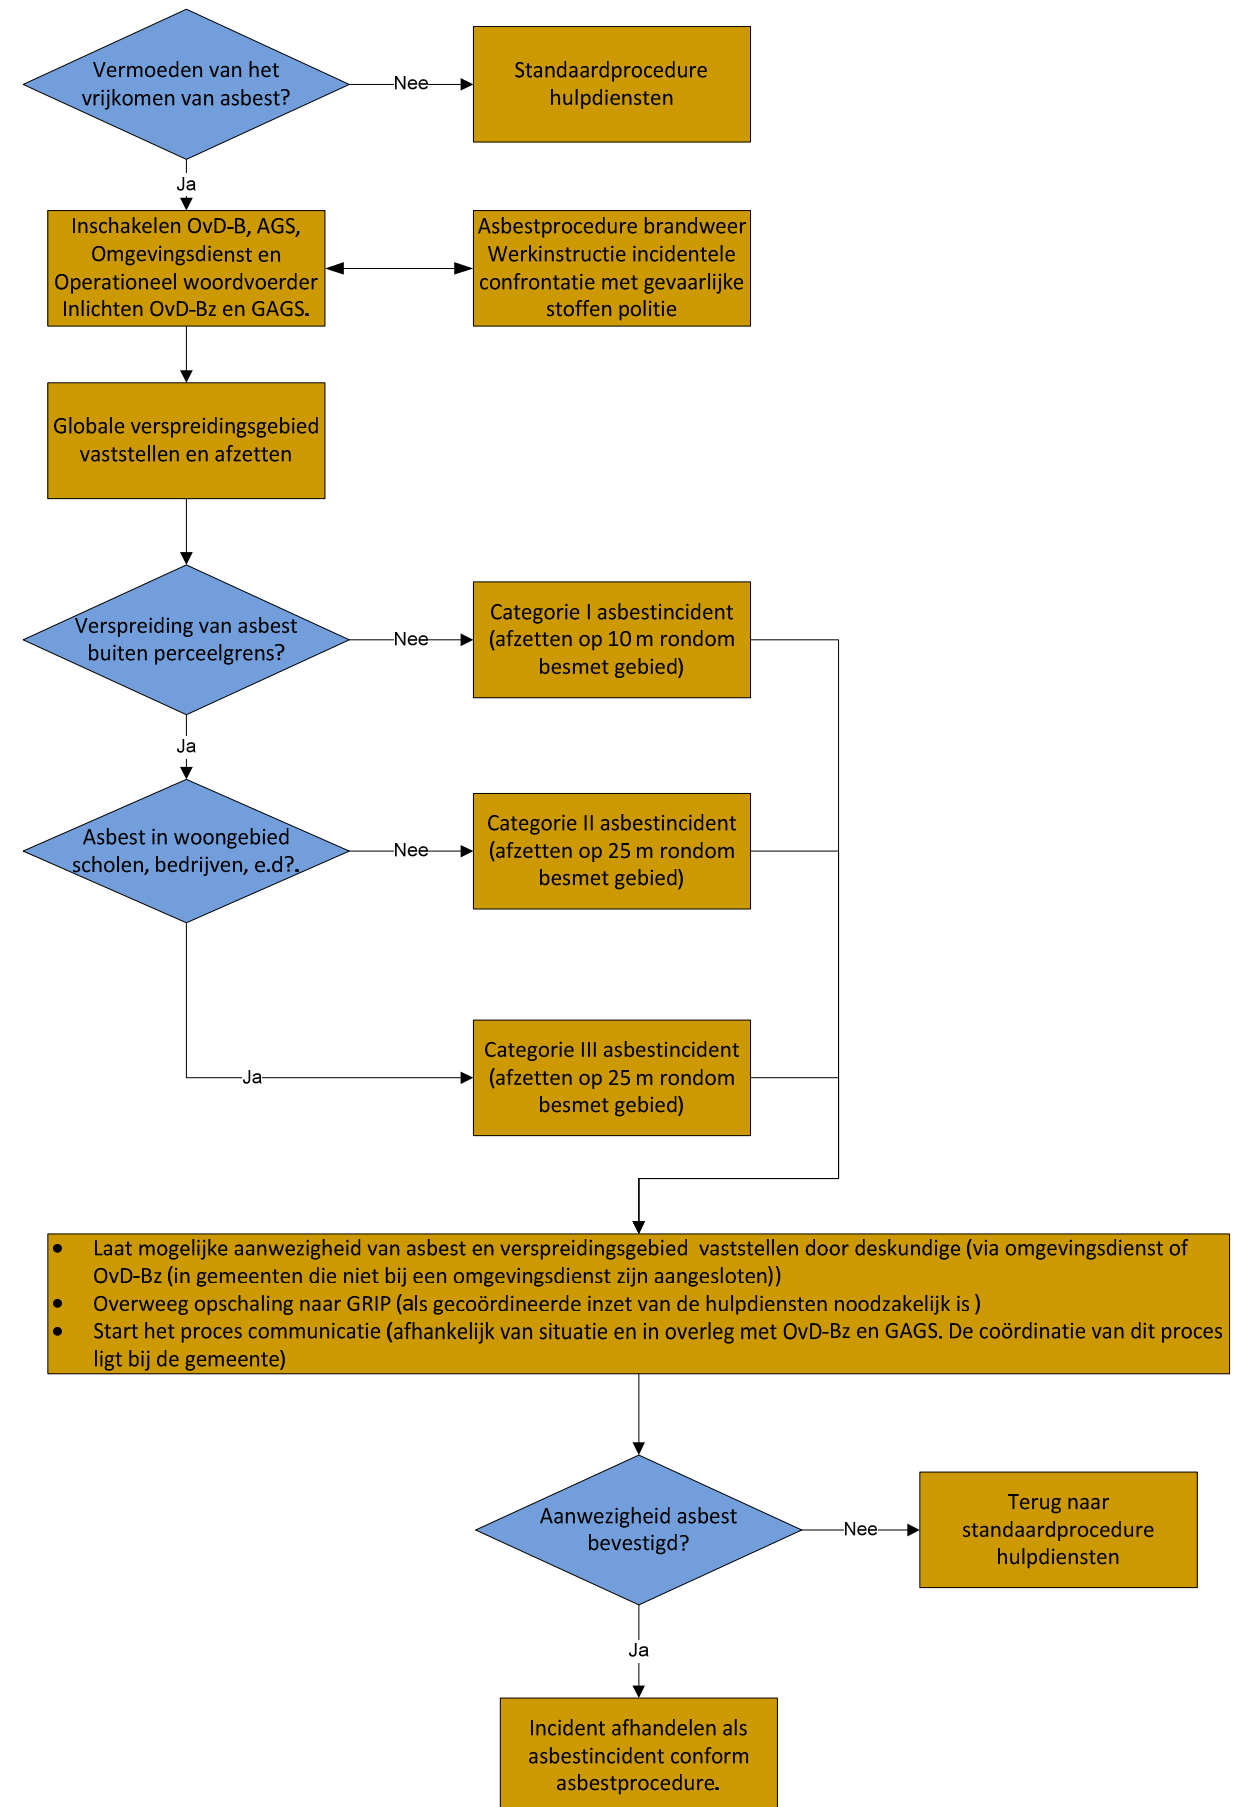 Vermoeden van het
vrijkomen van asbest?
Nee
Standaardprocedure
hulpdiensten
Ja
Inschakelen OvD-B, AGS,
Omgevingsdienst en
Operationeel woordvoerder
Inlichten OvD-Bz en GAGS.
Asbestprocedure brandweer
Werkinstructie incidentele
confrontatie met gevaarlijke
stoffen politie
Globale verspreidingsgebied
vaststellen en afzetten
Verspreiding van asbest
buiten perceelgrens?
Nee
Categorie I asbestincident
(afzetten op 10 m rondom
besmet gebied)
Ja
Asbest in woongebied
scholen, bedrijven, e.d?.
Nee
Categorie II asbestincident
(afzetten op 25 m rondom
besmet gebied)
Ja
Categorie III asbestincident
(afzetten op 25 m rondom
besmet gebied)
• Laat mogelijke aanwezigheid van asbest en verspreidingsgebied vaststellen door deskundige (via omgevingsdienst of
OvD-Bz (in gemeenten die niet bij een omgevingsdienst zijn aangesloten))
• Overweeg opschaling naar GRIP (als gecoördineerde inzet van de hulpdiensten noodzakelijk is )
• Start het proces communicatie (afhankelijk van situatie en in overleg met OvD-Bz en GAGS. De coördinatie van dit proces
ligt bij de gemeente)
Aanwezigheid asbest
bevestigd?
Nee
Terug naar
standaardprocedure
hulpdiensten
Ja
Incident afhandelen als
asbestincident conform
asbestprocedure.